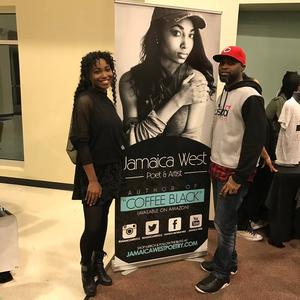 Jamaica West
Poet & Artist
AUTHOR OF
"COFFEE BLACK"
(AVAILABLE ON AMAZON)
JAMAICAWESTPOETRY.COM